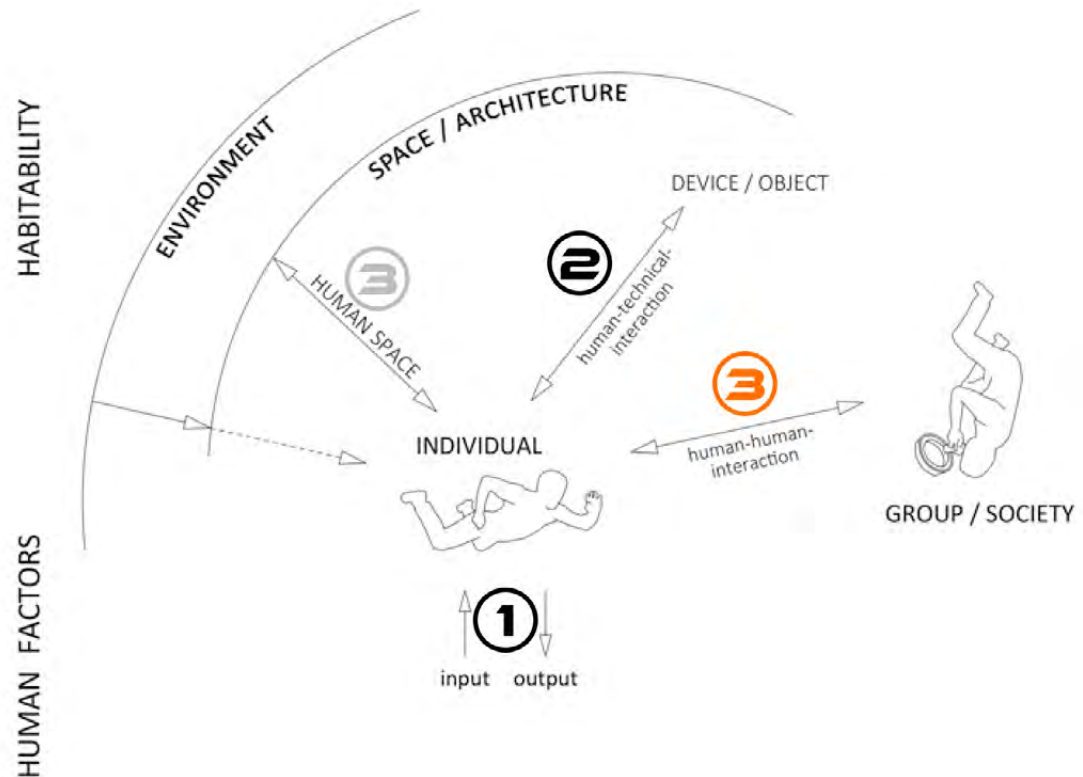 HABITABILITY
ENVIRONMENT
SPACE / ARCHITECTURE
DEVICE / OBJECT
3
HUMAN SPACE
2
human-technical-
interaction
3
human-human-
interaction
INDIVIDUAL
GROUP / SOCIETY
1
input output
HUMAN FACTORS